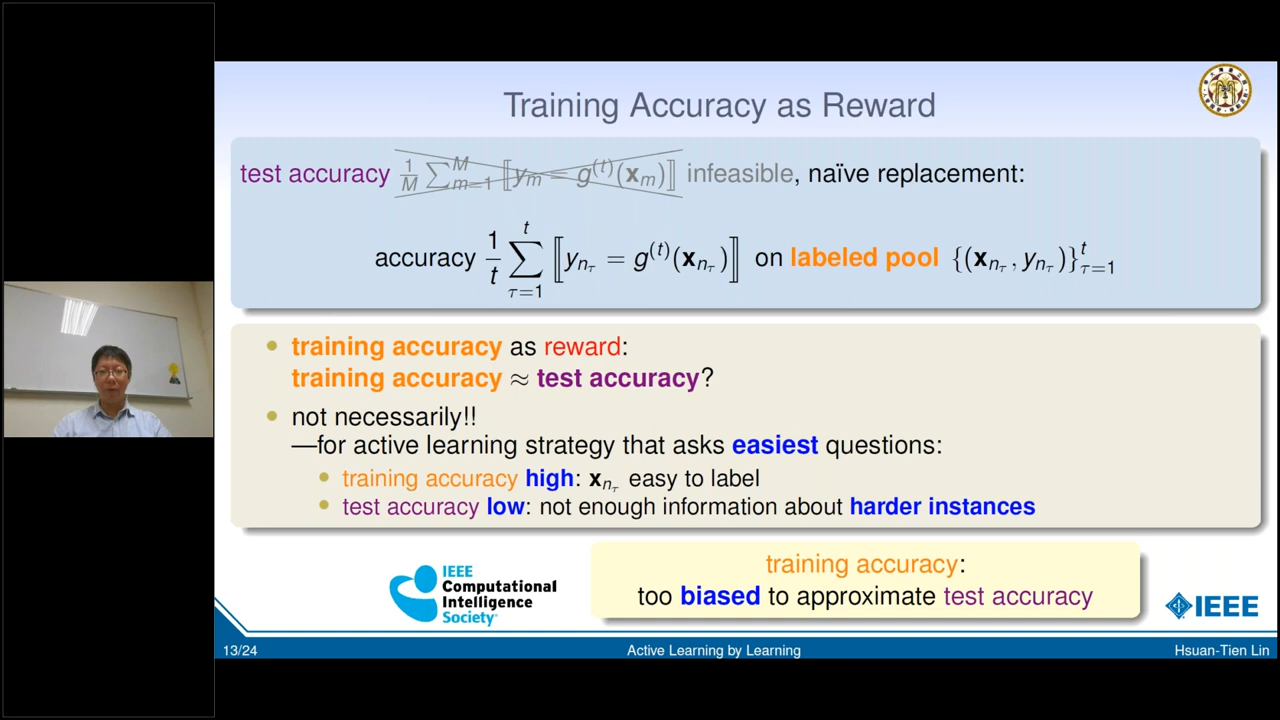 Training Accuracy as Reward
test accuracy 1/M ∑_{m=1}^{M} ⟦y_m = g^{(t)}(x_m)⟧ infeasible, naïve replacement:
accuracy 1/t ∑_{τ=1}^{t} ⟦y_{n_τ} = g^{(t)}(x_{n_τ})⟧ on labeled pool {(x_{n_τ}, y_{n_τ})}_{τ=1}^{t}
• training accuracy as reward:
training accuracy ≈ test accuracy?
• not necessarily!!
—for active learning strategy that asks easiest questions:
• training accuracy high: x_{n_τ} easy to label
• test accuracy low: not enough information about harder instances
training accuracy:
too biased to approximate test accuracy
IEEE
Computational
Intelligence
Society
IEEE
13/24
Active Learning by Learning
Hsuan-Tien Lin